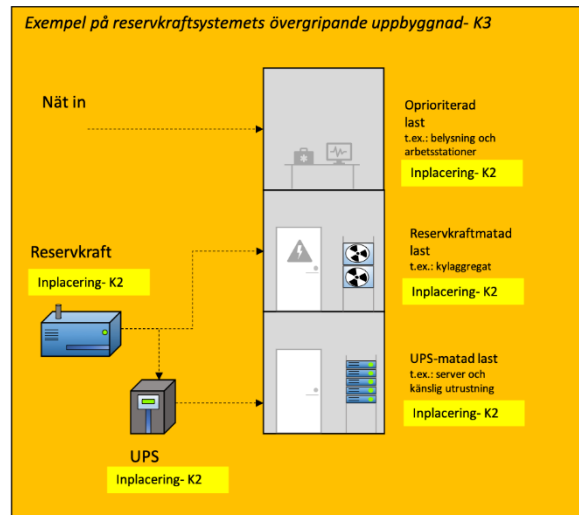 Exempel på reservkraftsystemets övergripande uppbyggnad- K3
Nät in
Oprioriterad
last
t.ex.: belysning och
arbetsstationer
Inplacering- K2
Reservkraft
Inplacering- K2
Reservkraftmatad
last
t.ex.: kylaggregat
Inplacering- K2
UPS-matad last
t.ex.: server och
känslig utrustning
Inplacering- K2
UPS
Inplacering- K2